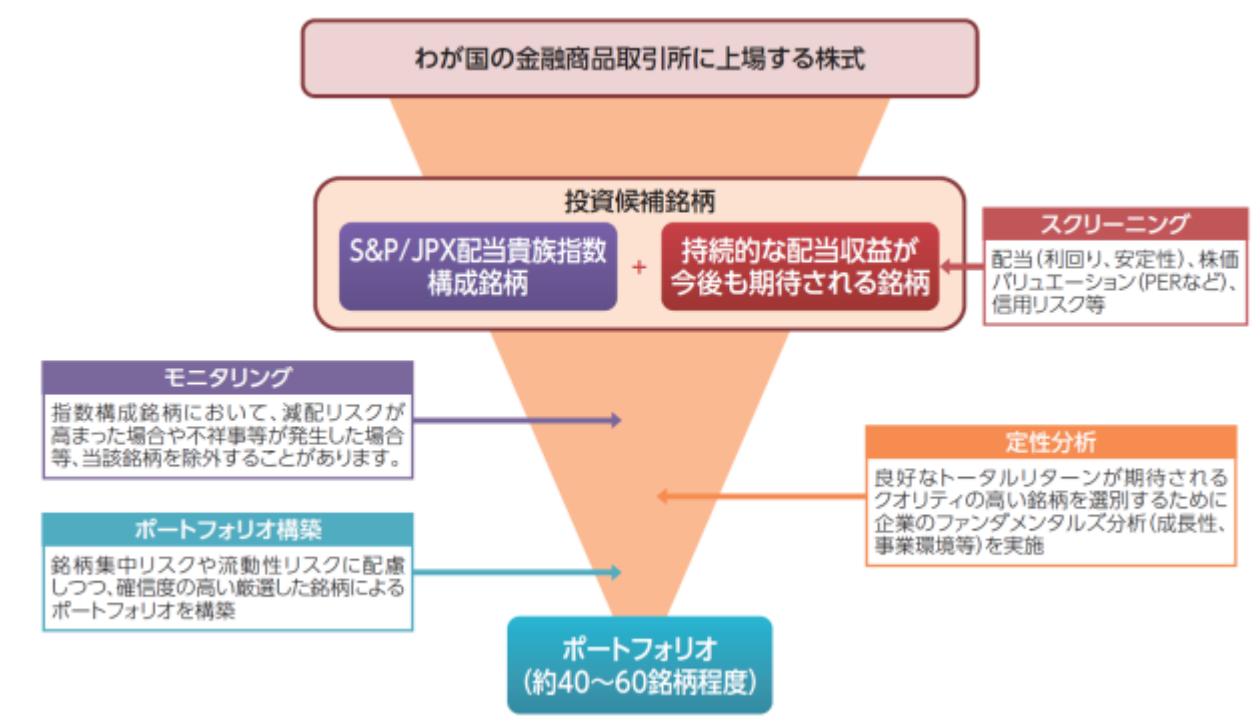 わが国の金融商品取引所に上場する株式
投資候補銘柄
S&P/JPX配当貴族指数
構成銘柄
+
持続的な配当収益が
今後も期待される銘柄
スクリーニング
配当(利回り、安定性)、株価
バリュエーション(PERなど)、
信用リスク等
モニタリング
指数構成銘柄において、減配リスクが
高まった場合や不祥事等が発生した場合
等、当該銘柄を除外することがあります。
定性分析
良好なトータルリターンが期待される
クオリティの高い銘柄を選別するために
企業のファンダメンタルズ分析(成長性、
事業環境等)を実施
ポートフォリオ構築
銘柄集中リスクや流動性リスクに配慮
しつつ、確信度の高い厳選した銘柄による
ポートフォリオを構築
ポートフォリオ
(約40〜60銘柄程度)